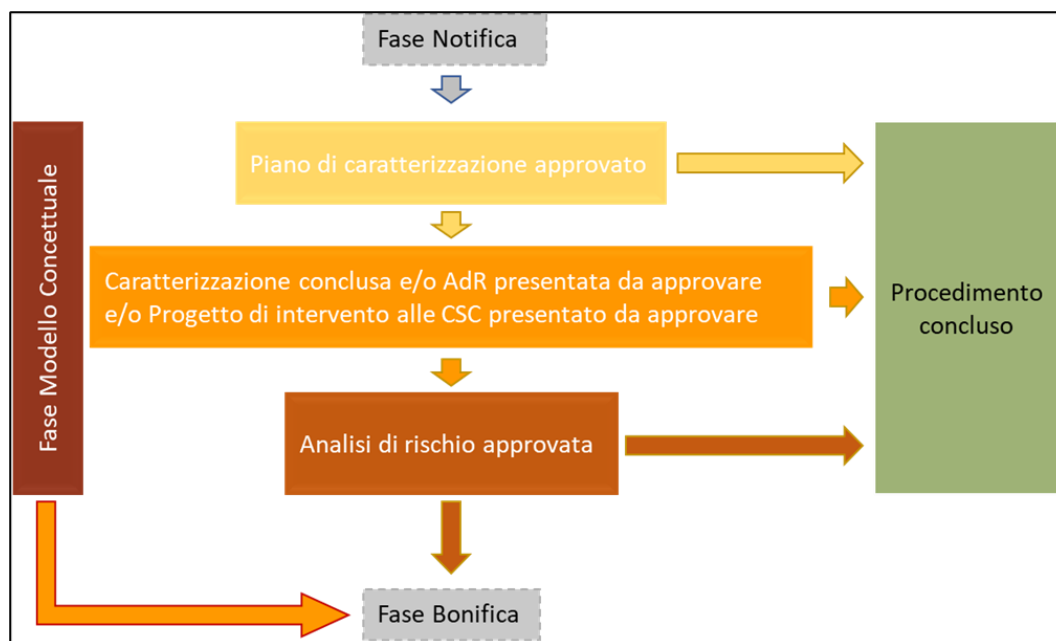 Fase Notifica
Fase Modello Concettuale
Piano di caratterizzazione approvato
Caratterizzazione conclusa e/o AdR presentata da approvare
e/o Progetto di intervento alle CSC presentato da approvare
Procedimento
concluso
Analisi di rischio approvata
Fase Bonifica